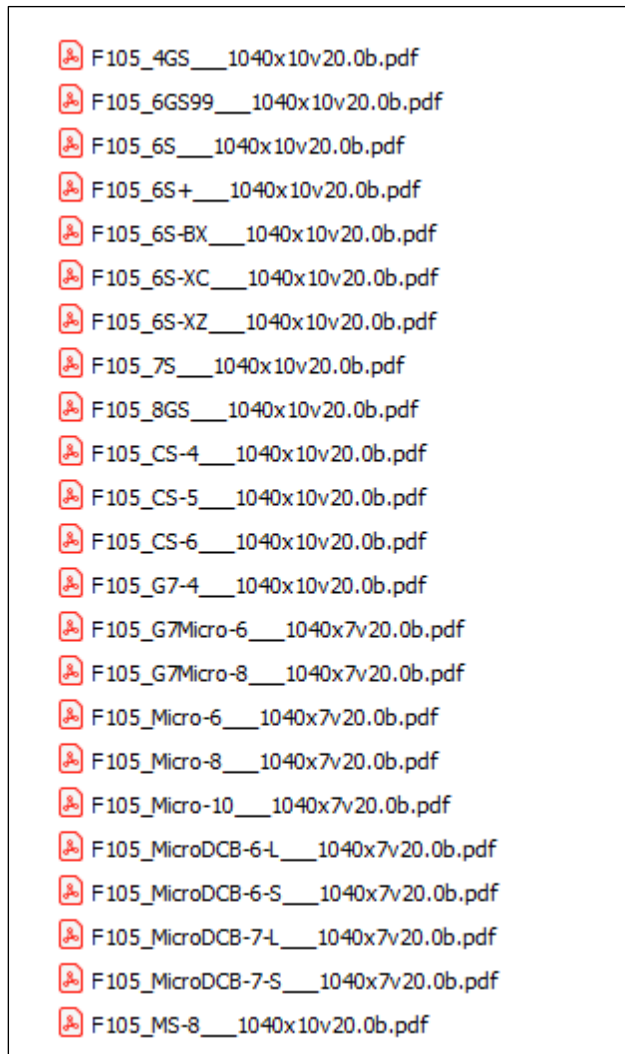 F105_4GS___1040x10v20.0b.pdf
F105_6GS99___1040x10v20.0b.pdf
F105_6S___1040x10v20.0b.pdf
F105_6S+___1040x10v20.0b.pdf
F105_6S-BX___1040x10v20.0b.pdf
F105_6S-XC___1040x10v20.0b.pdf
F105_6S-XZ___1040x10v20.0b.pdf
F105_7S___1040x10v20.0b.pdf
F105_8GS___1040x10v20.0b.pdf
F105_CS-4___1040x10v20.0b.pdf
F105_CS-5___1040x10v20.0b.pdf
F105_CS-6___1040x10v20.0b.pdf
F105_G7-4___1040x10v20.0b.pdf
F105_G7Micro-6___1040x7v20.0b.pdf
F105_G7Micro-8___1040x7v20.0b.pdf
F105_Micro-6___1040x7v20.0b.pdf
F105_Micro-8___1040x7v20.0b.pdf
F105_Micro-10___1040x7v20.0b.pdf
F105_MicroDCB-6-L___1040x7v20.0b.pdf
F105_MicroDCB-6-S___1040x7v20.0b.pdf
F105_MicroDCB-7-L___1040x7v20.0b.pdf
F105_MicroDCB-7-S___1040x7v20.0b.pdf
F105_MS-8___1040x10v20.0b.pdf